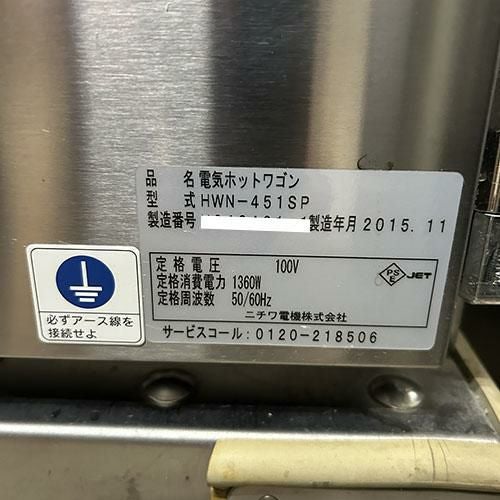 品名 電気ホットワゴン
型式 HWN-451SP
製造番号 製造年月 2015.11
定格電圧 100V
定格消費電力 1360W
定格周波数 50/60Hz
PS E JET
ニチワ電機株式会社
サービスコール:0120-218506
必ずアース線を
接続せよ